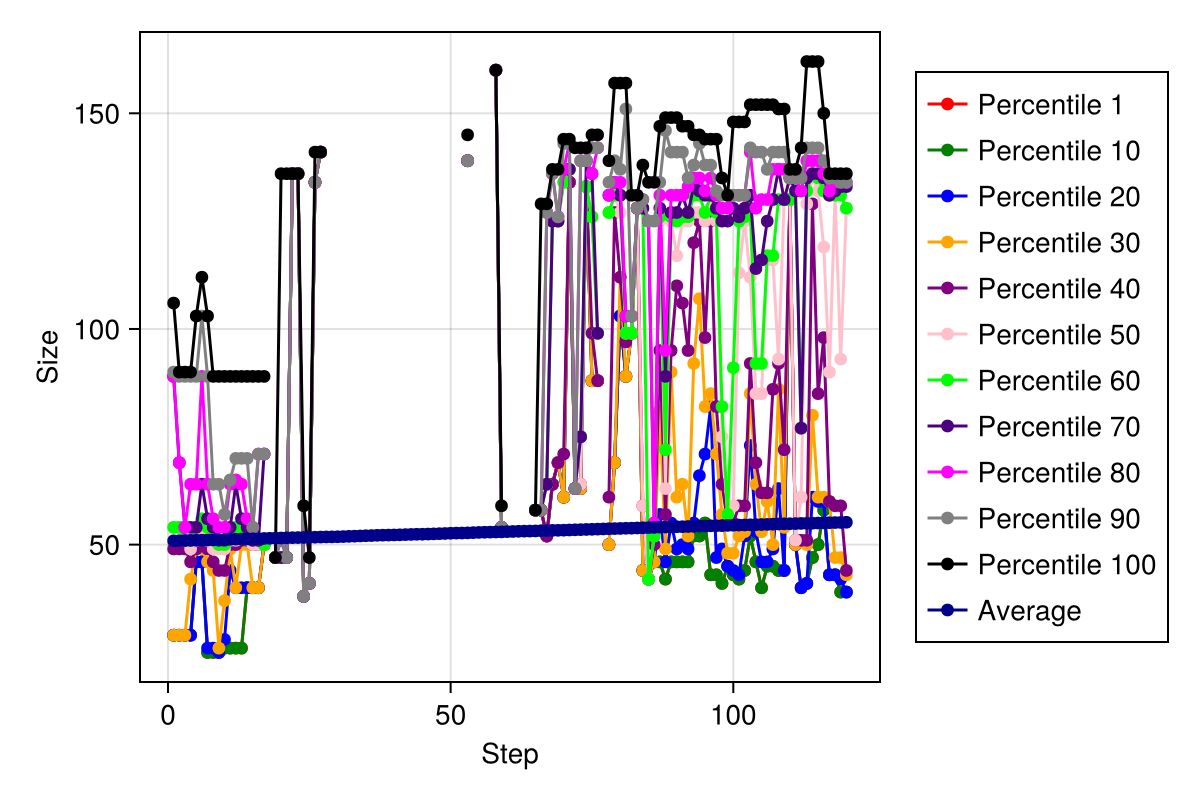 150
100
50
Size
0
50
100
Step
Percentile 1
Percentile 10
Percentile 20
Percentile 30
Percentile 40
Percentile 50
Percentile 60
Percentile 70
Percentile 80
Percentile 90
Percentile 100
Average